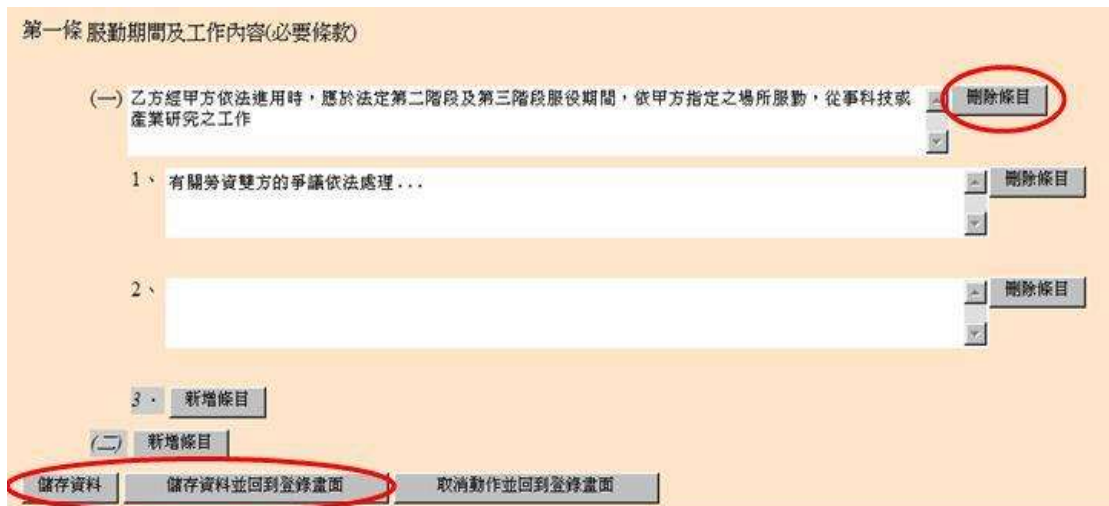 第一條 服勤期間及工作內容(必要條款)
(一) 乙方經甲方依法進用時，應於法定第二階段及第三階段服役期間，依甲方指定之場所服勤，從事科技或 刪除條目
產業研究之工作
1、 有關勞資雙方的爭議依法處理... 刪除條目
2、 刪除條目
3． 新增條目
(二) 新增條目
儲存資料 儲存資料並回到登錄畫面 取消動作並回到登錄畫面